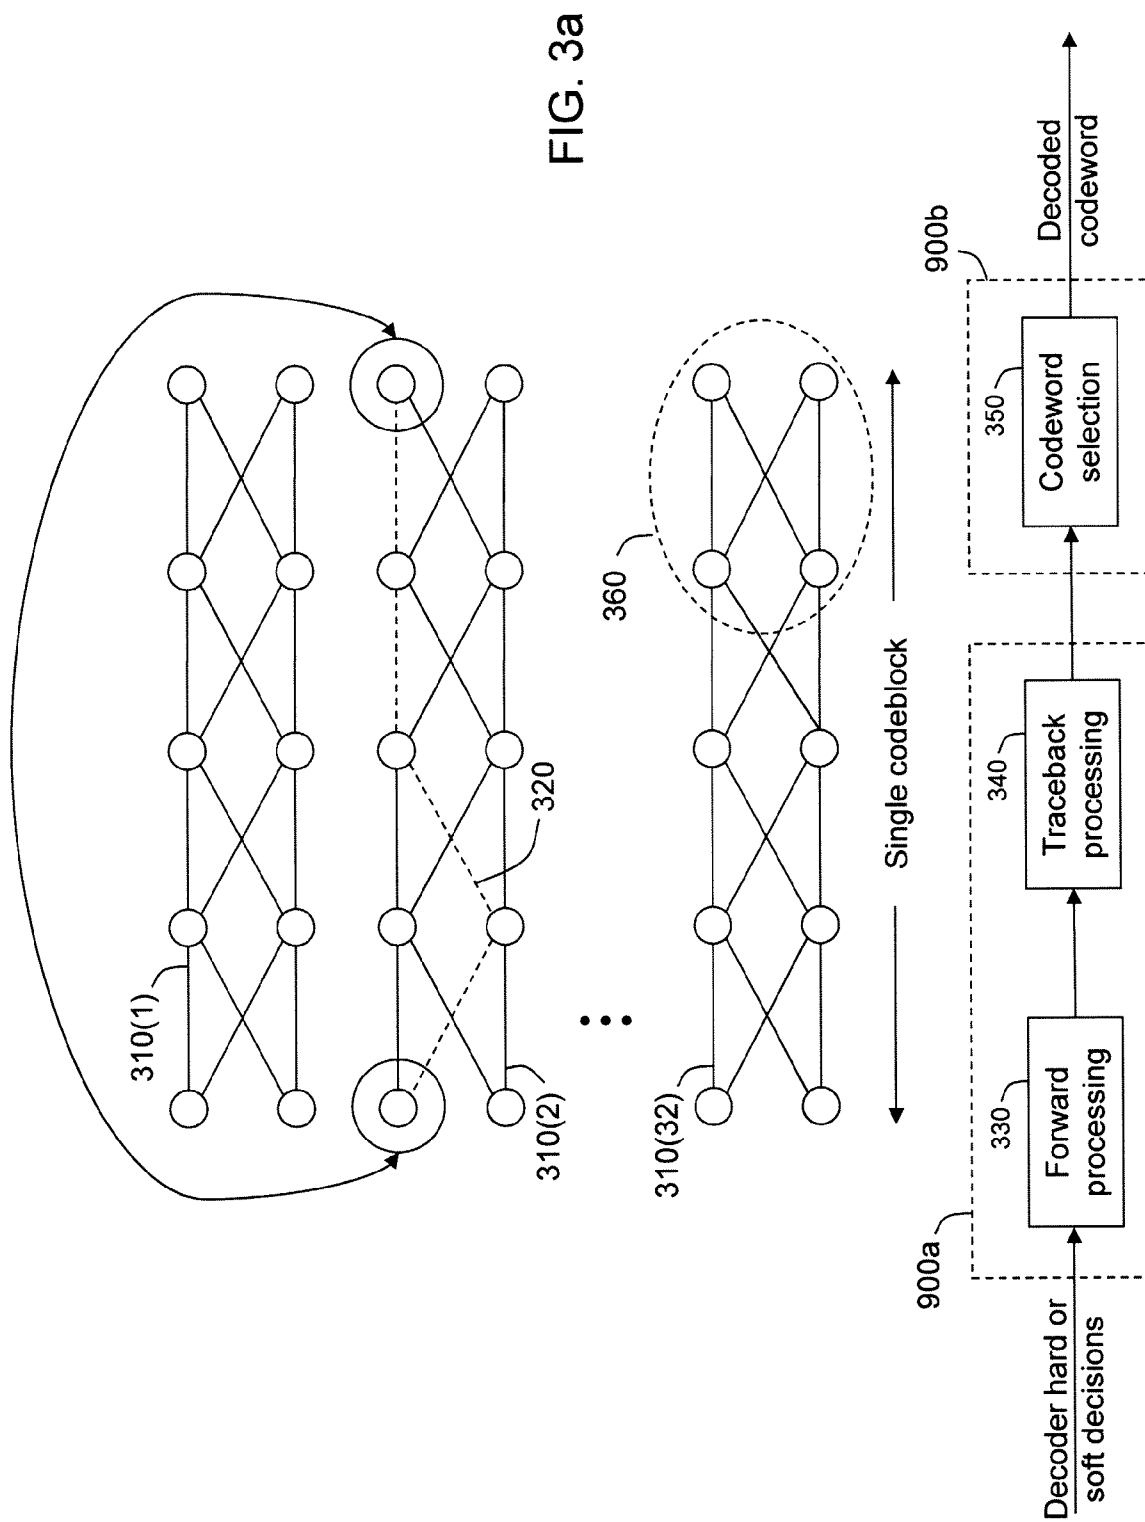 FIG. 3a
310(1)
320
310(2)
• • •
360
310(32)
Single codeblock
900a
900b
330
340
350
Decoder hard or
soft decisions
Forward
processing
Traceback
processing
Codeword
selection
Decoded
codeword